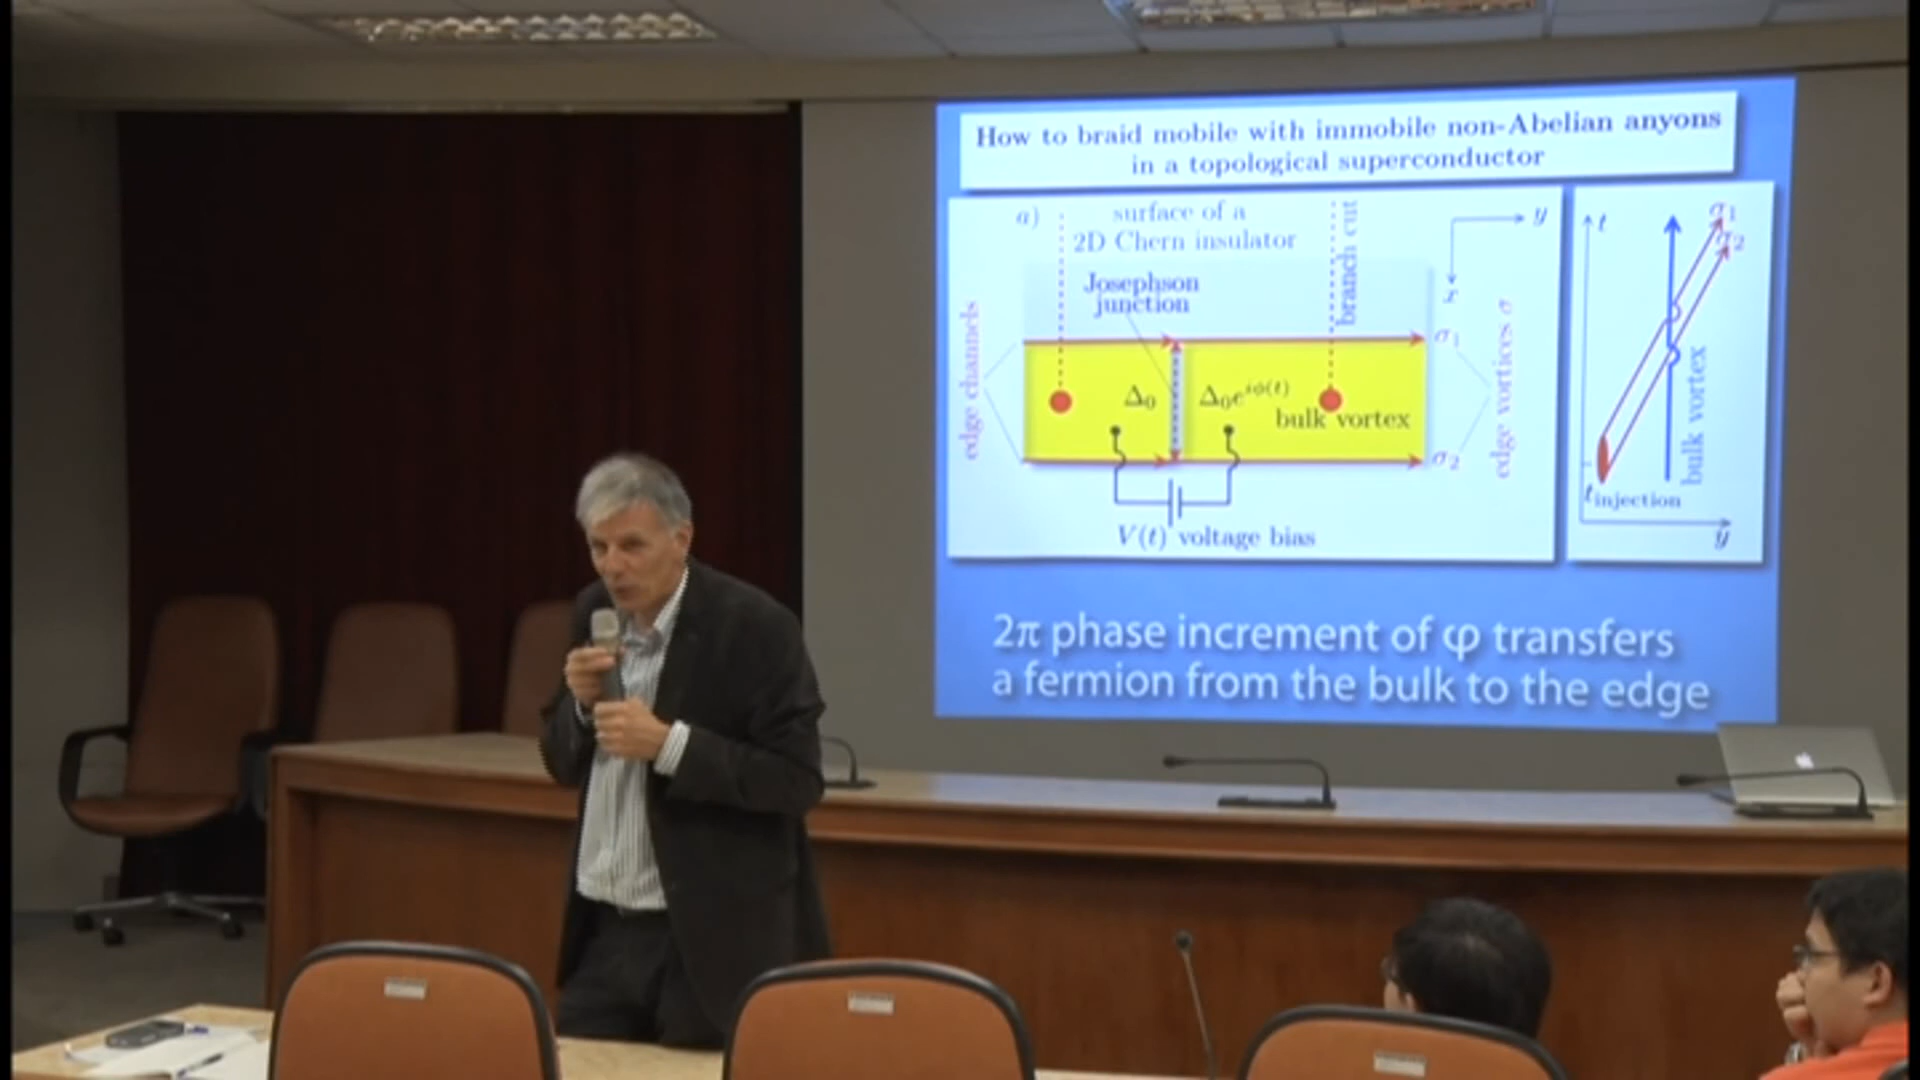 How to braid mobile with immobile non-Abelian anyons
in a topological superconductor
a)
surface of a
2D Chern insulator
branch cut
y
x
Josephson
junction
edge channels
σ1
edge vortices σ
Δ0
Δ0e^{iϕ(t)}
bulk vortex
σ2
V(t) voltage bias
t
σ1
σ2
bulk vortex
tinjection
y
2π phase increment of φ transfers
a fermion from the bulk to the edge